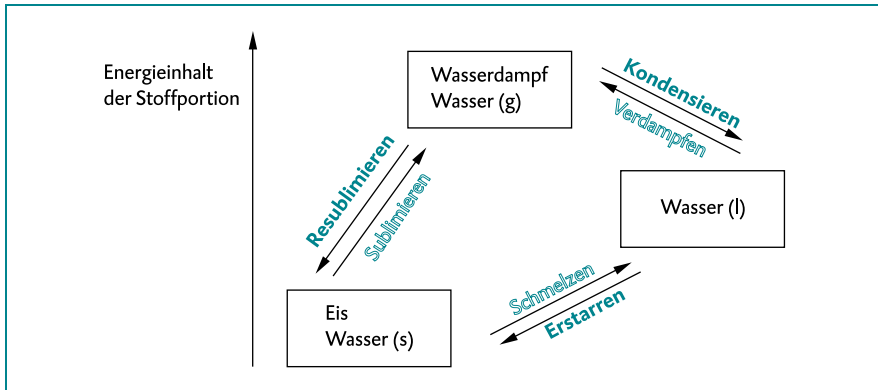 Energieinhalt
der Stoffportion
Wasserdampf
Wasser (g)
Kondensieren
Verdampfen
Resublimieren
Sublimieren
Wasser (l)
Schmelzen
Erstarren
Eis
Wasser (s)